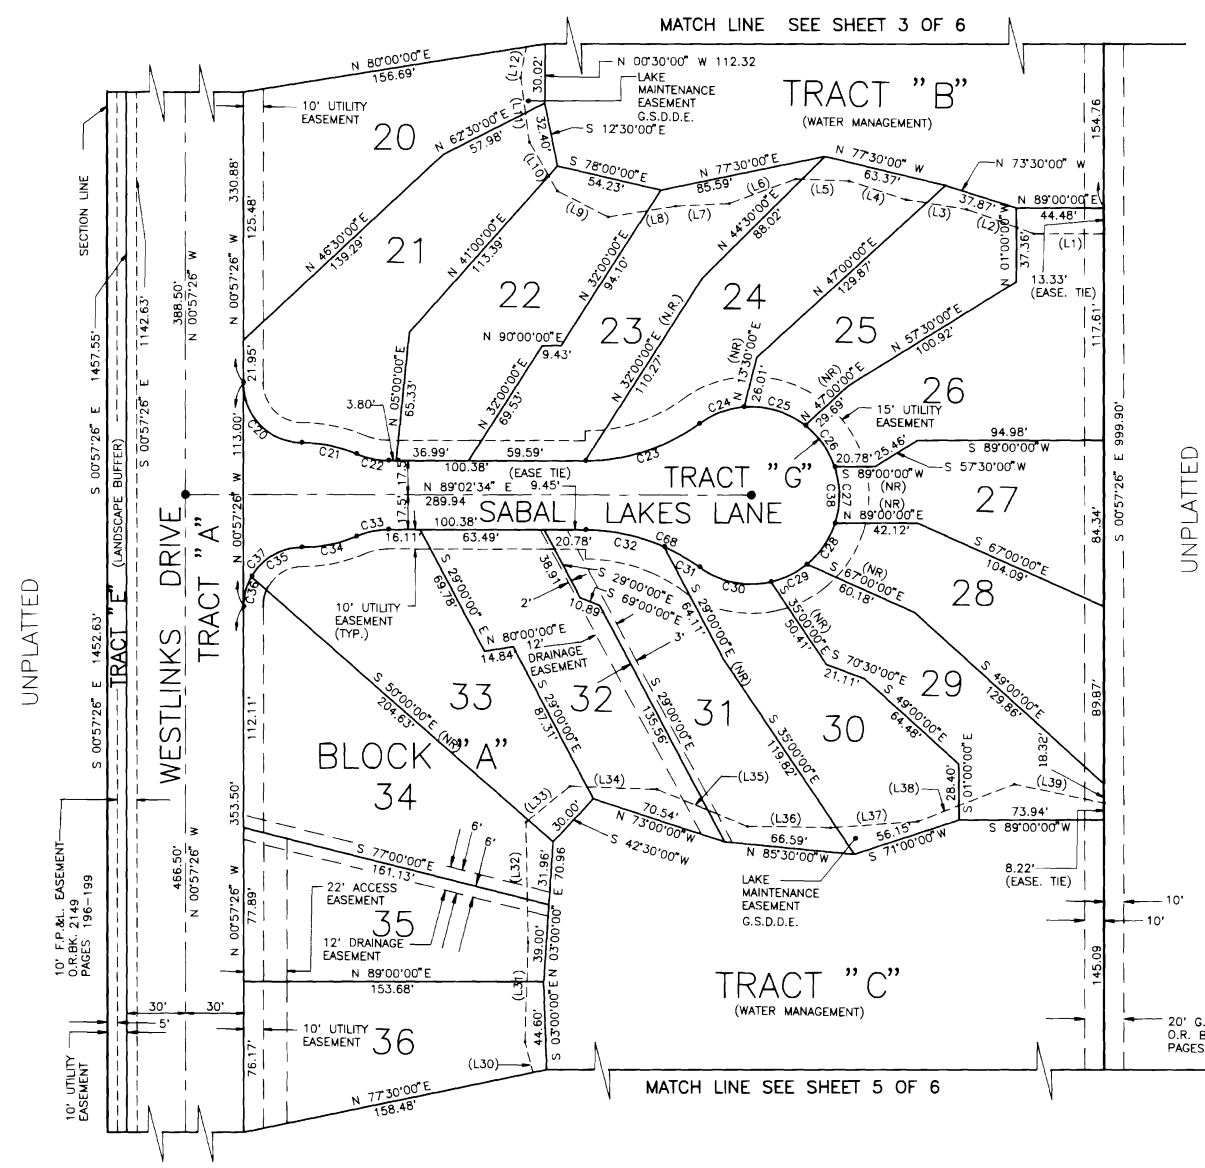 MATCH LINE SEE SHEET 3 OF 6
N 80°00'00"E
156.69'
(L12)
30.02'
N 00°30'00" W 112.32
LAKE
MAINTENANCE
EASEMENT
G.S.D.D.E.
TRACT "B"
(WATER MANAGEMENT)
154.76
10' UTILITY
EASEMENT
20
N 62°30'00"E
57.98'
(L11)
32.40'
S 12°30'00"E
(L10)
S 78°00'00"E
54.23'
N 77°30'00"E
85.59'
N 77°30'00" W
63.37'
N 73°30'00" W
37.87'
N 89°00'00"E
44.48'
(L9)
(L8)
(L7)
(L6)
(L5)
(L4)
(L3)
(L2)
(L1)
N 01°00'00"W
37.36'
13.33'
(EASE. TIE)
117.61'
SECTION LINE
S 00°57'26" E 1457.55'
1142.63'
S 00°57'26" E
388.50'
N 00°57'26" W
330.88'
125.48'
N 00°57'26" W
N 46°30'00"E
139.29'
21
N 41°00'00"E
113.39'
22
N 32°00'00"E
94.10'
23
N 44°30'00"E
88.02'
24
N 47°00'00"E
129.87'
25
N 57°30'00"E
100.92'
26
N 90°00'00"E
9.43'
N 32°00'00"E (N.R.)
110.27'
(NR)
N 13°30'00"E
26.01'
(NR)
N 47°00'00"E
29.69'
15' UTILITY
EASEMENT
21.95'
3.80'
N 05°00'00"E
65.33'
N 32°00'00"E
69.53'
C20
C21
C22
C23
C24
C25
C26
94.98'
S 89°00'00"W
25.46'
S 57°30'00"W
20.78'
S 89°00'00"W
(NR)
113.00'
17.5'
36.99'
100.38'
59.59'
(EASE TIE)
TRACT "G"
N 89°02'34" E
289.94
9.45'
17.5'
SABAL LAKES LANE
C27
C38
(NR)
N 89°00'00"E
42.12'
27
S 00°57'26" E 999.90'
UNPLATTED
N 00°57'26" W
C33
16.11'
100.38'
63.49'
20.78'
C32
C68
C28
84.34'
S 67°00'00"E
104.09'
WESTLINKS DRIVE
TRACT "A"
TRACT "E" (LANDSCAPE BUFFER)
UNPLATTED
S 00°57'26" E 1452.63'
C37
C35
C34
C36
C31
C30
C29
(NR)
S 67°00'00"E
60.18'
28
10' UTILITY
EASEMENT
(TYP.)
S 29°00'00" E
69.78'
38.91'
S 29°00'00"E
S 69°00'00"E
2'
10.89'
N 80°00'00"E
14.84'
12'
DRAINAGE
EASEMENT
3'
64.11'
S 29°00'00"E (NR)
S 35°00'00"E
50.41'
(NR)
S 70°30'00"E
21.11'
S 49°00'00"E
64.48'
29
S 49°00'00"E
129.86'
89.87'
112.11'
S 50°00'00"E
204.63'
(NR)
33
S 29°00'00"E
87.31'
32
S 29°00'00"E
135.56'
31
30
S 35°00'00"E
119.82'
BLOCK "A"
34
(L33)
(L34)
(L35)
(L36)
(L37)
(L38)
(L39)
18.32'
28.40'
S 01°00'00"E
73.94'
S 89°00'00"W
30.00'
70.54'
N 73°00'00"W
S 42°30'00"W
66.59'
N 85°30'00"W
56.15'
S 71°00'00"W
8.22'
(EASE. TIE)
353.50'
S 77°00'00"E
161.13'
6'
6'
(L32)
31.96'
E 70.96
LAKE
MAINTENANCE
EASEMENT
G.S.D.D.E.
10'
10'
466.50'
N 00°57'26" W
N 00°57'26" W
77.89'
22' ACCESS
EASEMENT
35
12' DRAINAGE
EASEMENT
39.00'
N 03°00'00"
(L31)
10' F.P.&L. EASEMENT
O.R.BK. 2149
PAGES 196-199
N 89°00'00"E
153.68'
TRACT "C"
(WATER MANAGEMENT)
145.09
30'
30'
5'
10' UTILITY
EASEMENT
36
44.60'
S 03°00'00"E
(L30)
76.17'
10' UTILITY
EASEMENT
20' G.
O.R. B
PAGES
N 77°30'00"E
158.48'
MATCH LINE SEE SHEET 5 OF 6